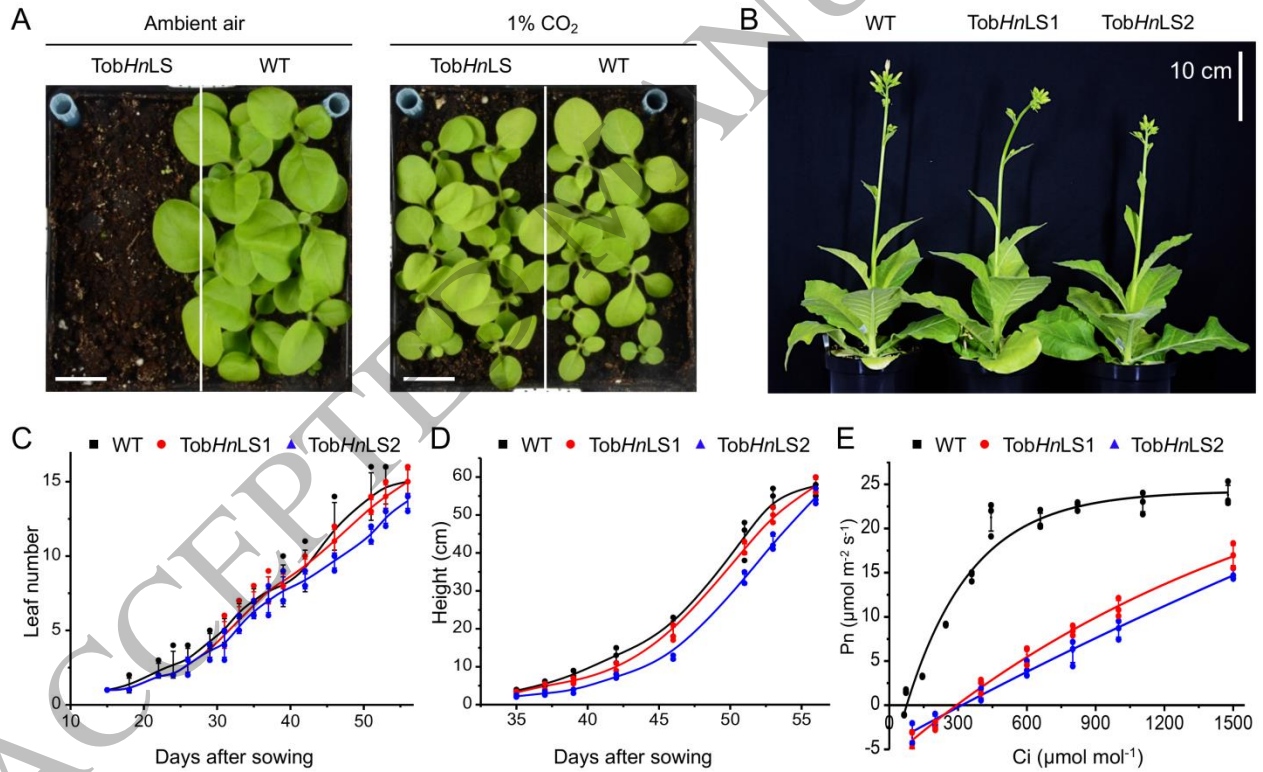 A
Ambient air
1% CO₂
TobHnLS WT
TobHnLS WT
B
WT TobHnLS1 TobHnLS2
10 cm
C
WT TobHnLS1 TobHnLS2
Leaf number
15
10
5
0
10 20 30 40 50
Days after sowing
D
WT TobHnLS1 TobHnLS2
Height (cm)
60
50
40
30
20
10
0
35 40 45 50 55
Days after sowing
E
WT TobHnLS1 TobHnLS2
Pn (µmol m⁻² s⁻¹)
25
20
15
10
5
0
-5
0 300 600 900 1200 1500
Ci (µmol mol⁻¹)
ACCEPTED MANU